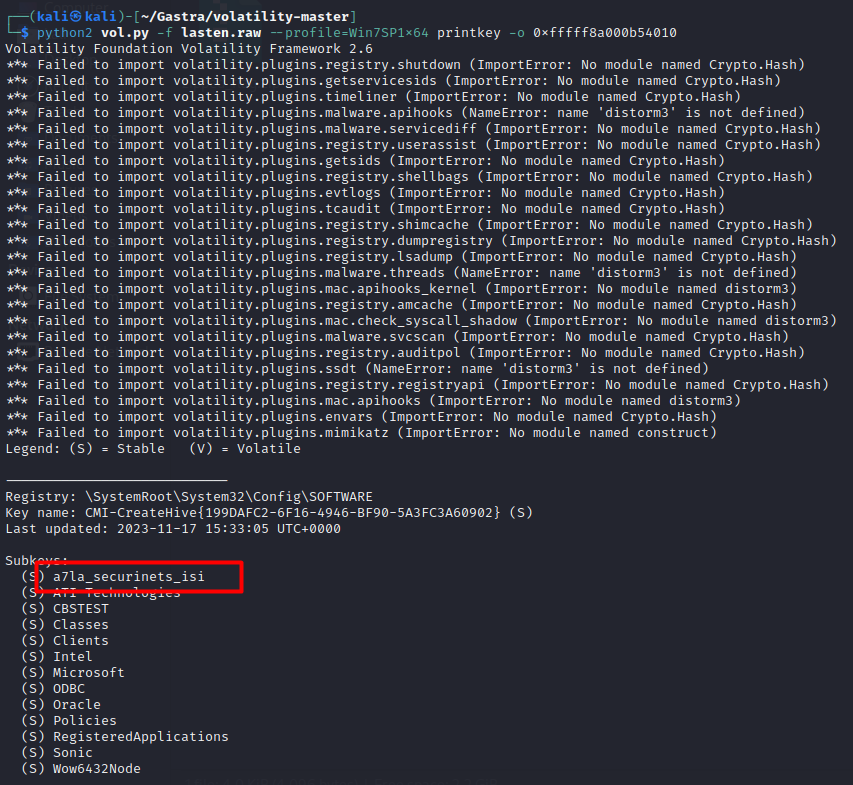 ┌──(kali㉿kali)-[~/Gastra/volatility-master]
└─$ python2 vol.py -f lasten.raw --profile=Win7SP1×64 printkey -o 0×fffff8a000b54010
Volatility Foundation Volatility Framework 2.6
*** Failed to import volatility.plugins.registry.shutdown (ImportError: No module named Crypto.Hash)
*** Failed to import volatility.plugins.getservicesids (ImportError: No module named Crypto.Hash)
*** Failed to import volatility.plugins.timeliner (ImportError: No module named Crypto.Hash)
*** Failed to import volatility.plugins.malware.apihooks (NameError: name 'distorm3' is not defined)
*** Failed to import volatility.plugins.malware.servicediff (ImportError: No module named Crypto.Hash)
*** Failed to import volatility.plugins.registry.userassist (ImportError: No module named Crypto.Hash)
*** Failed to import volatility.plugins.getsids (ImportError: No module named Crypto.Hash)
*** Failed to import volatility.plugins.registry.shellbags (ImportError: No module named Crypto.Hash)
*** Failed to import volatility.plugins.evtlogs (ImportError: No module named Crypto.Hash)
*** Failed to import volatility.plugins.tcaudit (ImportError: No module named Crypto.Hash)
*** Failed to import volatility.plugins.registry.shimcache (ImportError: No module named Crypto.Hash)
*** Failed to import volatility.plugins.registry.dumpregistry (ImportError: No module named Crypto.Hash)
*** Failed to import volatility.plugins.registry.lsadump (ImportError: No module named Crypto.Hash)
*** Failed to import volatility.plugins.malware.threads (NameError: name 'distorm3' is not defined)
*** Failed to import volatility.plugins.mac.apihooks_kernel (ImportError: No module named distorm3)
*** Failed to import volatility.plugins.registry.amcache (ImportError: No module named Crypto.Hash)
*** Failed to import volatility.plugins.mac.check_syscall_shadow (ImportError: No module named distorm3)
*** Failed to import volatility.plugins.malware.svcscan (ImportError: No module named Crypto.Hash)
*** Failed to import volatility.plugins.registry.auditpol (ImportError: No module named Crypto.Hash)
*** Failed to import volatility.plugins.ssdt (NameError: name 'distorm3' is not defined)
*** Failed to import volatility.plugins.registry.registryapi (ImportError: No module named Crypto.Hash)
*** Failed to import volatility.plugins.mac.apihooks (ImportError: No module named distorm3)
*** Failed to import volatility.plugins.envars (ImportError: No module named Crypto.Hash)
*** Failed to import volatility.plugins.mimikatz (ImportError: No module named construct)
Legend: (S) = Stable   (V) = Volatile

----------------------------
Registry: \SystemRoot\System32\Config\SOFTWARE
Key name: CMI-CreateHive{199DAFC2-6F16-4946-BF90-5A3FC3A60902} (S)
Last updated: 2023-11-17 15:33:05 UTC+0000

Subkeys:
  (S) a7la_securinets_isi
  (S) ATI Technologies
  (S) CBSTEST
  (S) Classes
  (S) Clients
  (S) Intel
  (S) Microsoft
  (S) ODBC
  (S) Oracle
  (S) Policies
  (S) RegisteredApplications
  (S) Sonic
  (S) Wow6432Node